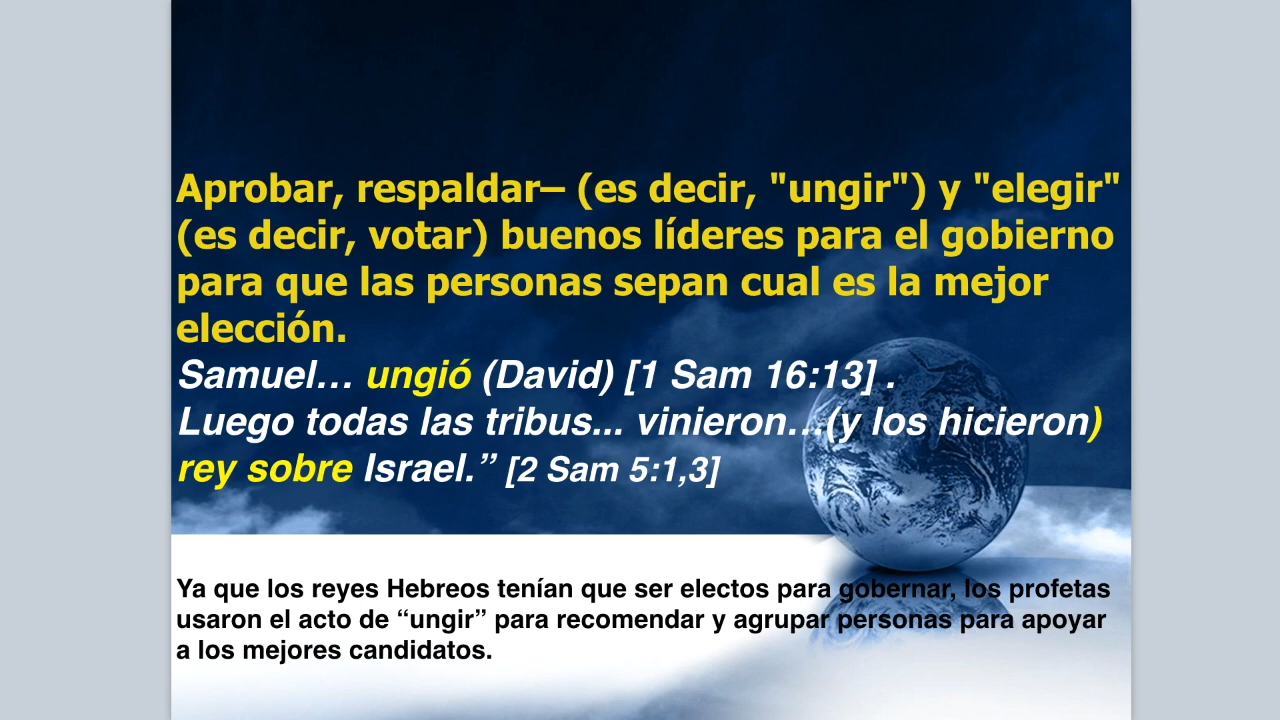 Aprobar, respaldar– (es decir, "ungir") y "elegir"
(es decir, votar) buenos líderes para el gobierno
para que las personas sepan cual es la mejor
elección.
Samuel… ungió (David) [1 Sam 16:13] .
Luego todas las tribus... vinieron…(y los hicieron)
rey sobre Israel.” [2 Sam 5:1,3]
Ya que los reyes Hebreos tenían que ser electos para gobernar, los profetas
usaron el acto de “ungir” para recomendar y agrupar personas para apoyar
a los mejores candidatos.